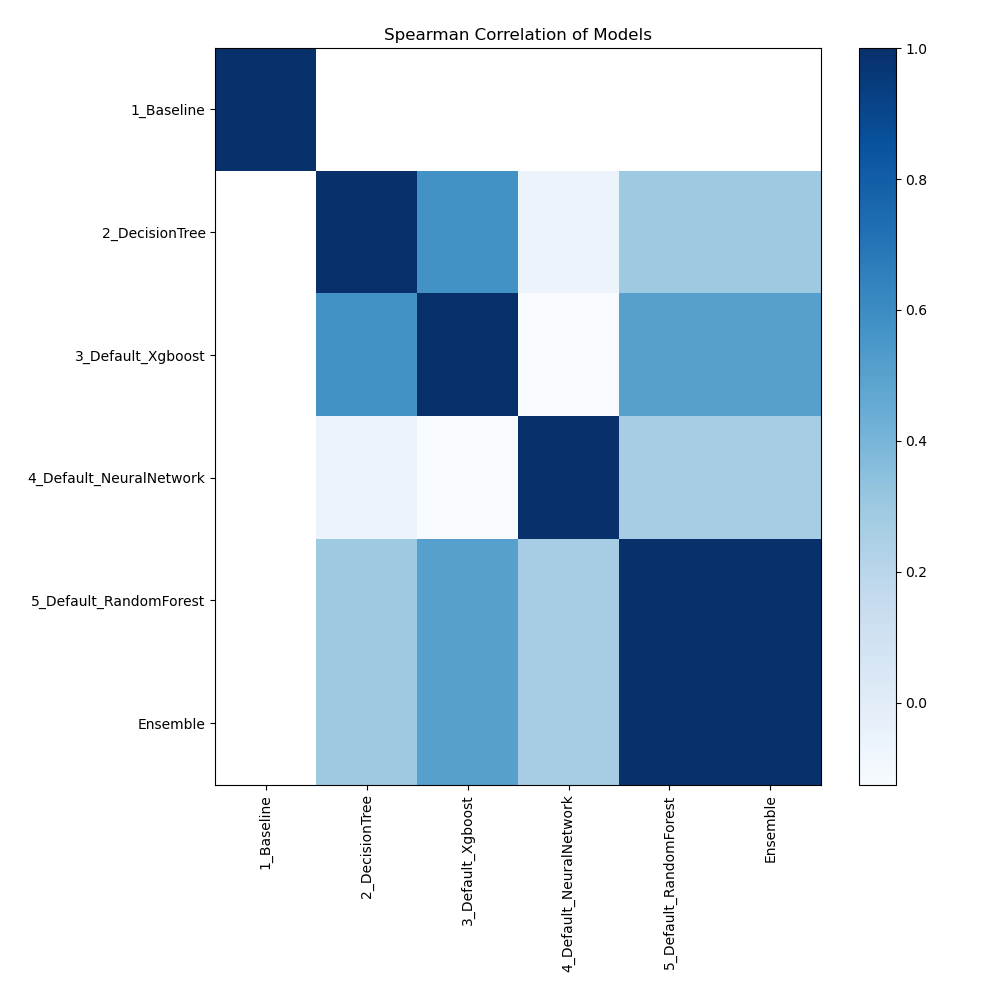 Spearman Correlation of Models
1_Baseline
2_DecisionTree
3_Default_Xgboost
4_Default_NeuralNetwork
5_Default_RandomForest
Ensemble
1_Baseline
2_DecisionTree
3_Default_Xgboost
4_Default_NeuralNetwork
5_Default_RandomForest
Ensemble
1.0
0.8
0.6
0.4
0.2
0.0